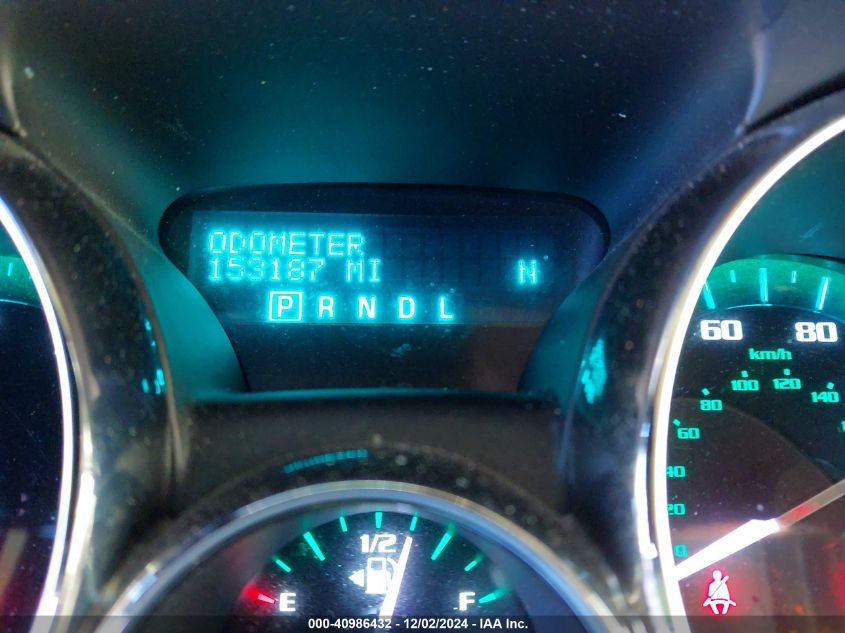 ODOMETER
153187 MI N
P R N D L
60 80
km/h
100 120
80 140
60
40
20
0
1/2
E F
000-40986432 - 12/02/2024 - IAA Inc.